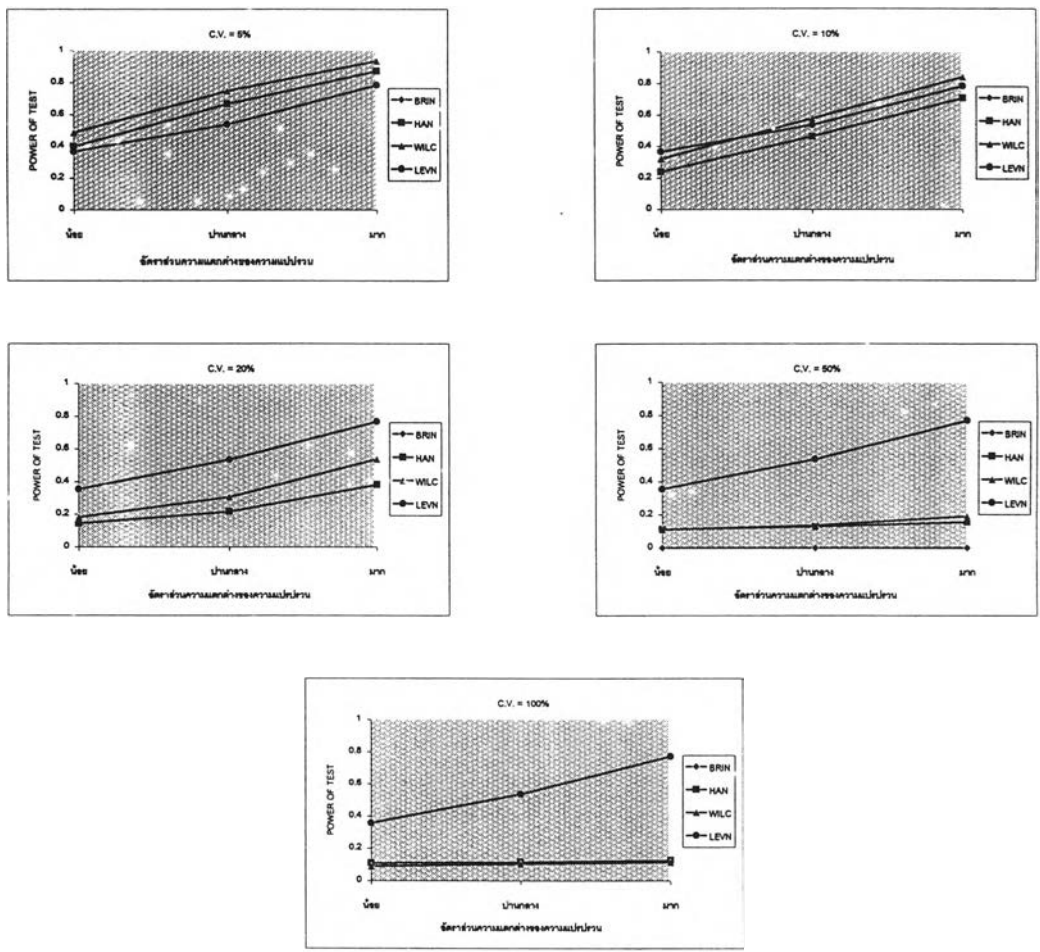 C.V. = 5%
POWER OF TEST
1
0.8
0.6
0.4
0.2
0
น้อย
ปานกลาง
มาก
อัตราส่วนความแตกต่างของความแปรปรวน
BRIN
HAN
WILC
LEVN
C.V. = 10%
POWER OF TEST
1
0.8
0.6
0.4
0.2
0
น้อย
ปานกลาง
มาก
อัตราส่วนความแตกต่างของความแปรปรวน
BRIN
HAN
WILC
LEVN
C.V. = 20%
POWER OF TEST
1
0.8
0.6
0.4
0.2
0
น้อย
ปานกลาง
มาก
อัตราส่วนความแตกต่างของความแปรปรวน
BRIN
HAN
WILC
LEVN
C.V. = 50%
POWER OF TEST
1
0.8
0.6
0.4
0.2
0
น้อย
ปานกลาง
มาก
อัตราส่วนความแตกต่างของความแปรปรวน
BRIN
HAN
WILC
LEVN
C.V. = 100%
POWER OF TEST
1
0.8
0.6
0.4
0.2
0
น้อย
ปานกลาง
มาก
อัตราส่วนความแตกต่างของความแปรปรวน
BRIN
HAN
WILC
LEVN